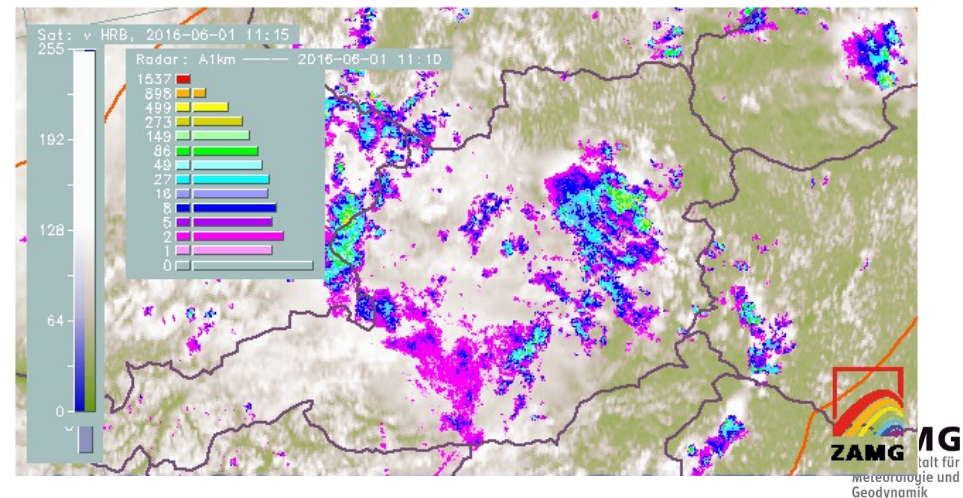 Sat: v HRB, 2016-06-01 11:15
255
192
128
64
0
Radar: A1km 2016-06-01 11:10
1537
898
499
273
149
86
49
27
16
8
5
2
1
0
ZAMG
MG
talt für
Meteorologie und
Geodynamik